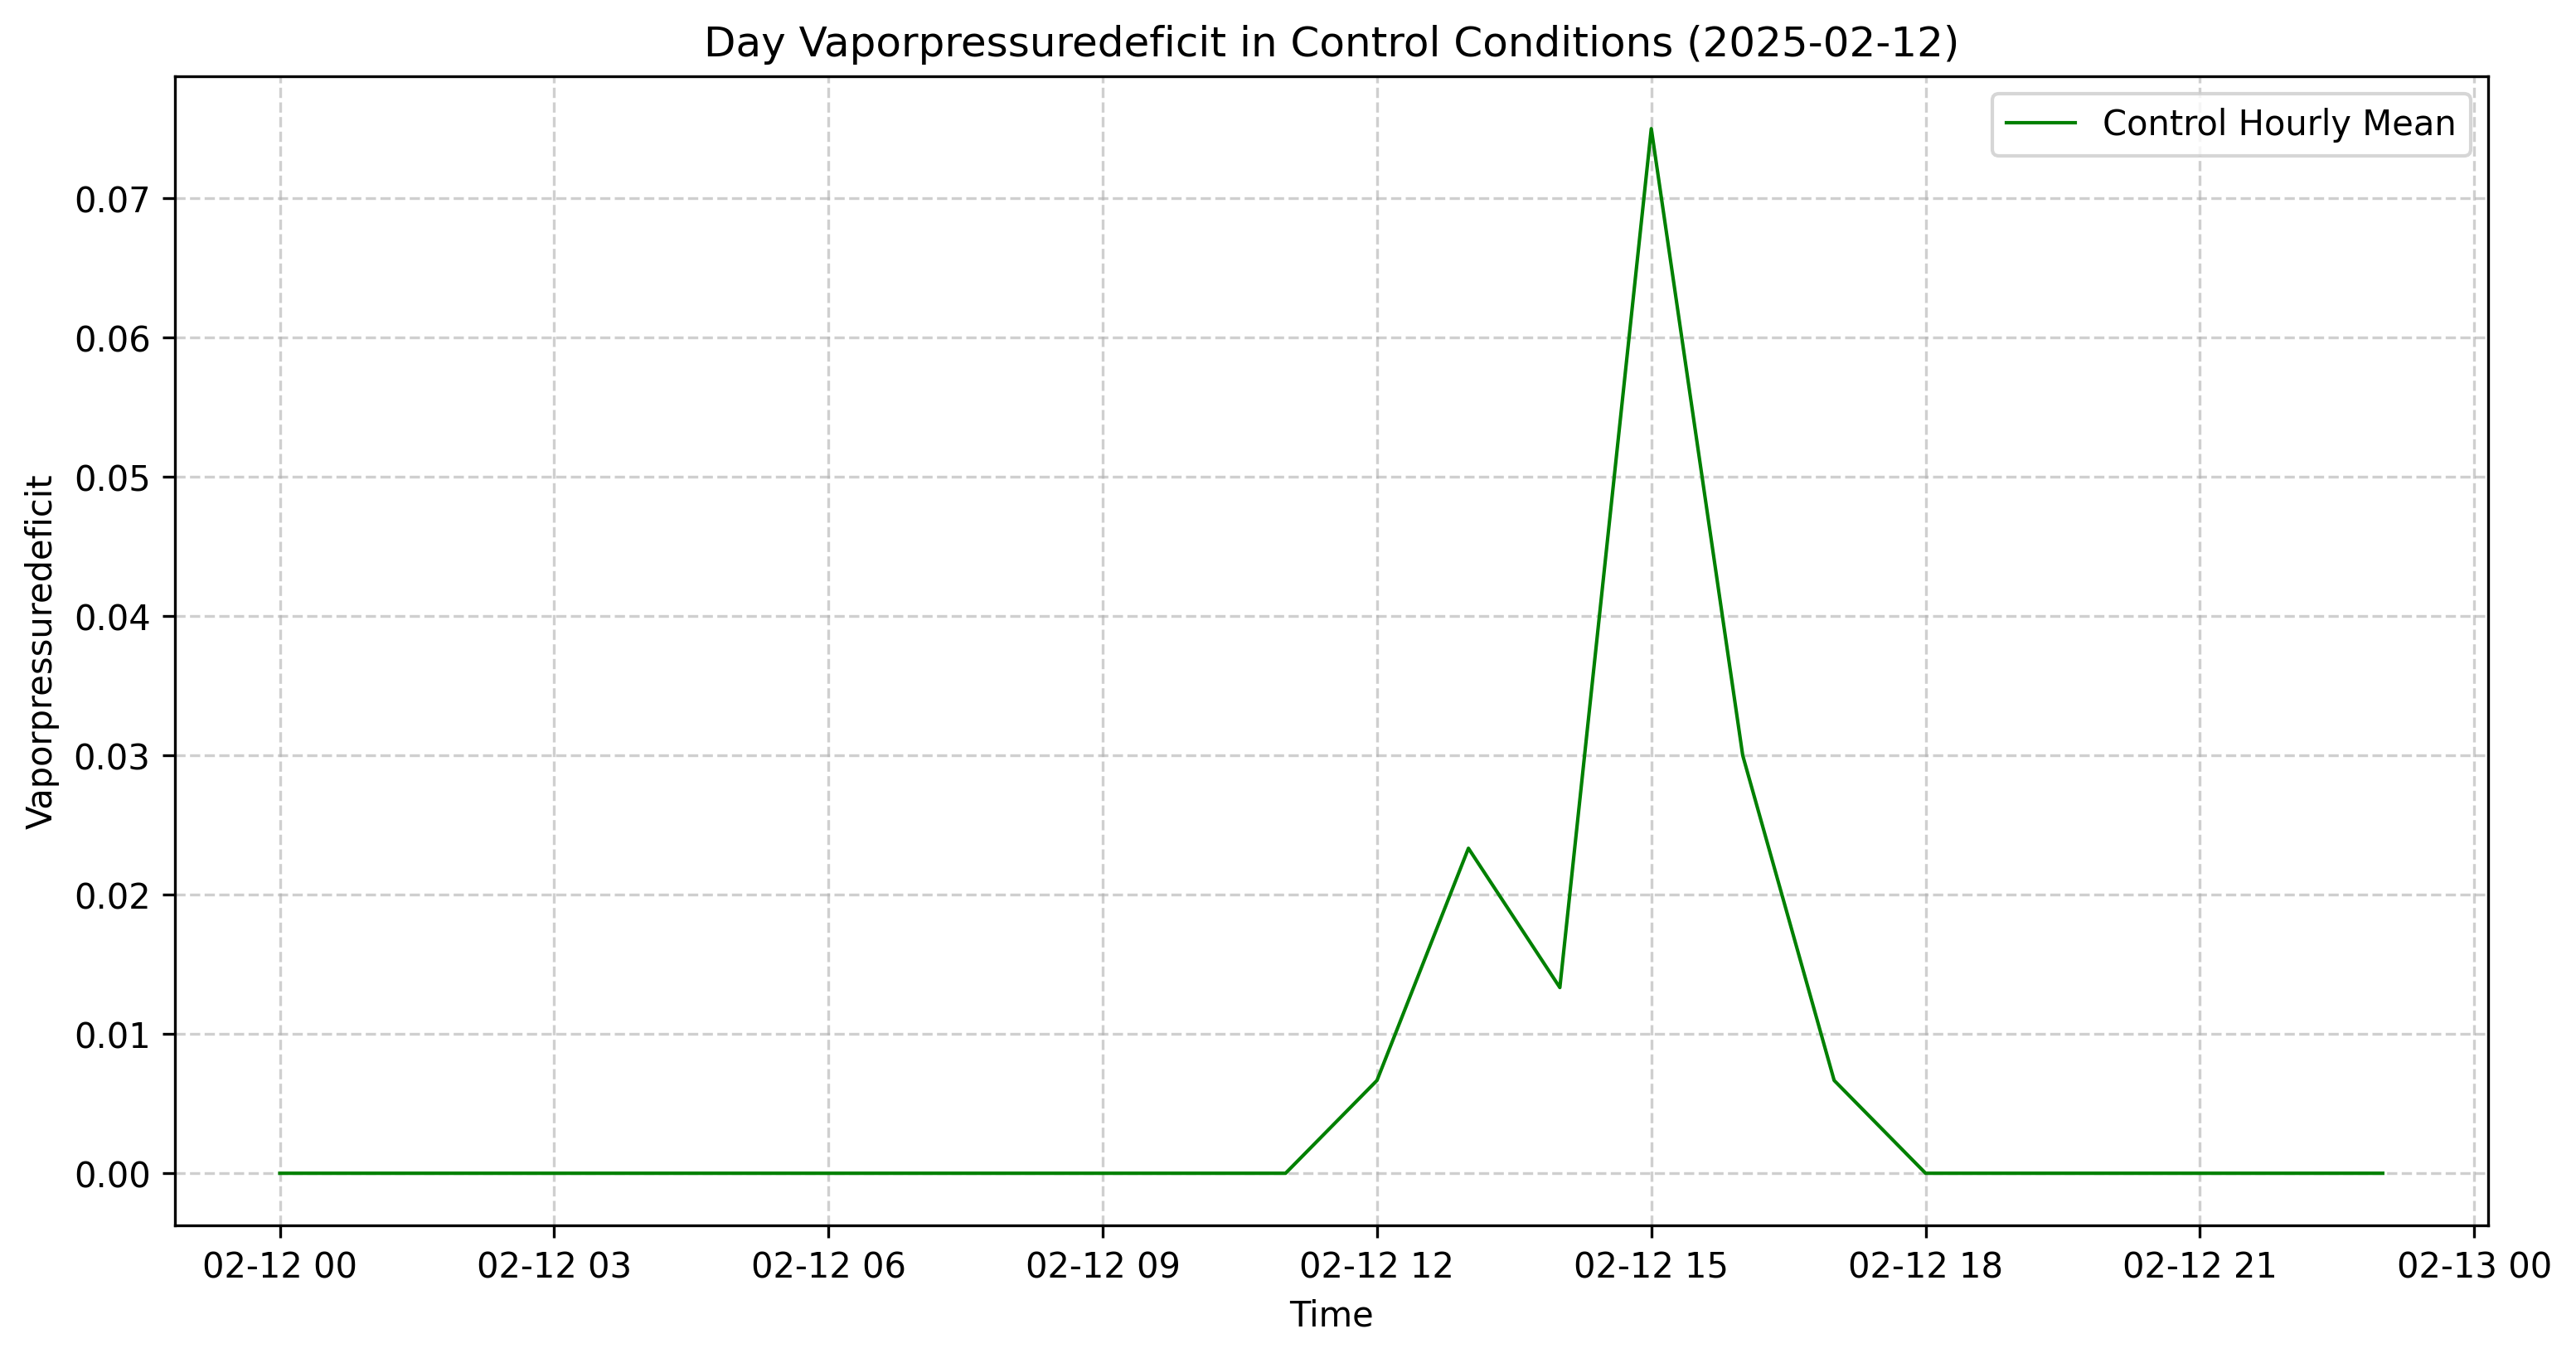 Day Vaporpressuredeficit in Control Conditions (2025-02-12)
Control Hourly Mean
0.07
0.06
0.05
0.04
0.03
0.02
0.01
0.00
Vaporpressuredeficit
02-12 00 02-12 03 02-12 06 02-12 09 02-12 12 02-12 15 02-12 18 02-12 21 02-13 00
Time